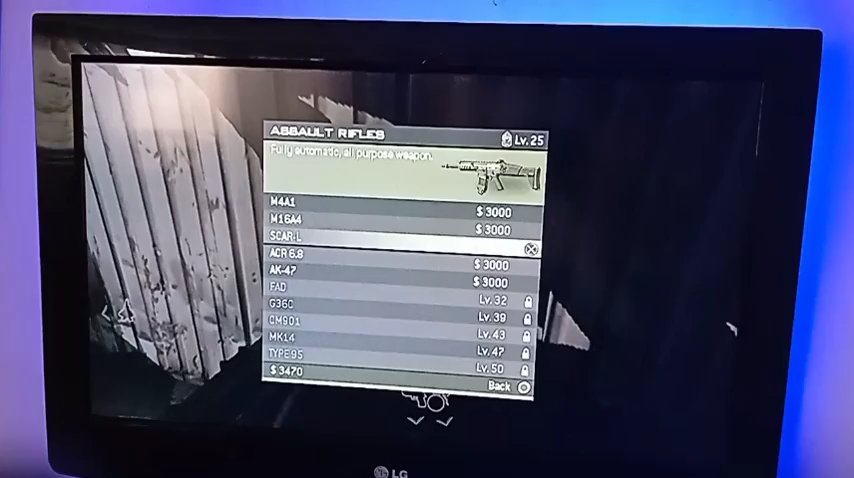 ASSAULT RIFLES Lv.25
Fully automatic, all purpose weapon.
M4A1 $3000
M16A4 $3000
SCAR-L
ACR 6.8 $3000
AK-47 $3000
FAD Lv.32
G36C Lv.39
CM901 Lv.43
MK14 Lv.47
TYPE 95 Lv.50
$3470 Back
LG